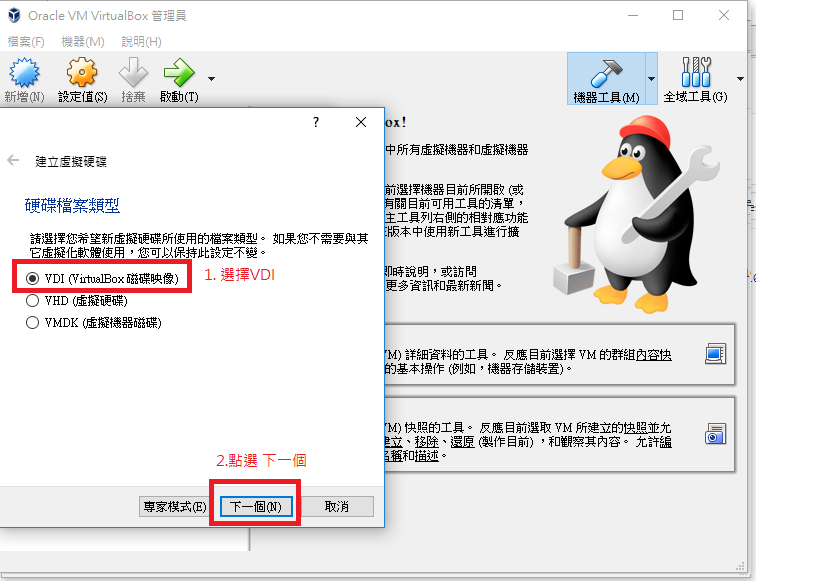 Oracle VM VirtualBox 管理員
檔案(F) 機器(M) 說明(H)
新增(N) 設定值(S) 捨棄 啟動(T)
機器工具(M) 全域工具(G)
?
建立虛擬硬碟
硬碟檔案類型
請選擇您希望新虛擬硬碟所使用的檔案類型。 如果您不需要與其
它虛擬化軟體使用，您可以保持此設定不變。
VDI (VirtualBox 磁碟映像)
1. 選擇VDI
VHD (虛擬硬碟)
VMDK (虛擬機器磁碟)
2.點選 下一個
專家模式(E) 下一個(N) 取消
ox!
中所有虛擬機器和虛擬機器
前選擇機器目前所開啟 (或
有關目前可用工具的清單，
主工具列右側的相對應功能
來版本中使用新工具進行擴
即時說明，或訪問
更多資訊和最新新聞。
VM) 詳細資料的工具。 反應目前選擇 VM 的群組內容快
的基本操作 (例如，機器存儲裝置)。
VM) 快照的工具。 反應目前選取 VM 所建立的快照並允
建立、移除、還原 (製作目前) ，和觀察其內容。 允許編
名稱和描述。